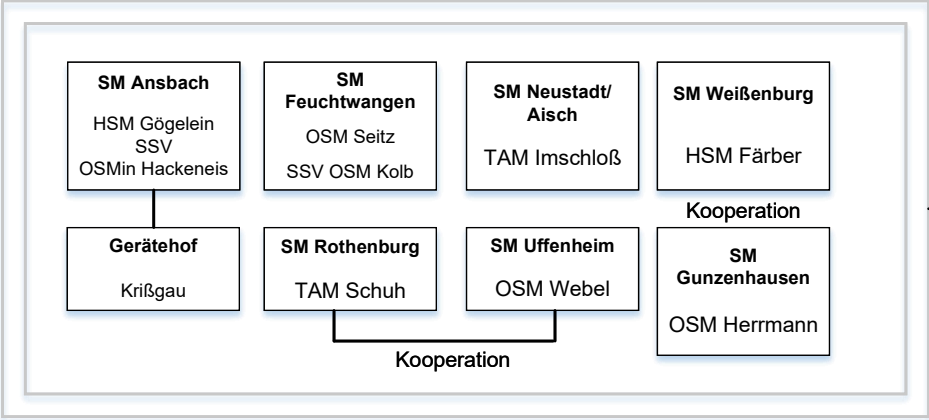 SM Ansbach
HSM Gögelein
SSV
OSMin Hackeneis
SM
Feuchtwangen
OSM Seitz
SSV OSM Kolb
SM Neustadt/
Aisch
TAM Imschloß
SM Weißenburg
HSM Färber
Kooperation
Gerätehof
Krißgau
SM Rothenburg
TAM Schuh
SM Uffenheim
OSM Webel
SM
Gunzenhausen
OSM Herrmann
Kooperation